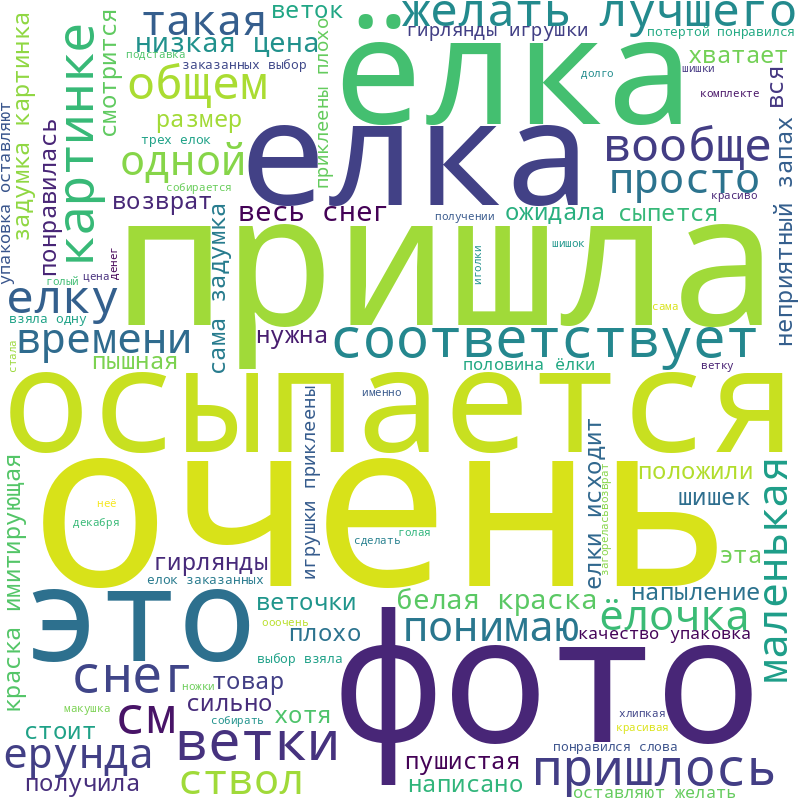 веток
желать лучшего
такая
гирлянды игрушки
потертой понравился
низкая цена
подставка
заказанных выбор
смотрится
задумка картинка
картинке
ёлка
приклеены плохо
долго
шишки
хватает
вся
комплекте
общем
размер
упаковка оставляют
понравилась
трех елок
одной
собирается
елка
вообще
просто
неприятный запах
возврат
весь снег
получении
ожидала
сыпется
красиво
пришла
сама задумка
иголки
шишок
цена
денег
голый
елку
взяла одну
сама
времени
нужна
соответствует
стала
пышная
половина ёлки
ветку
осыпается
именно
игрушки приклеены
елки исходит
краска имитирующая
очень
положили
шишек
загореласьвозврат
маленькая
неё
декабря
голая
сделать
гирлянды
эта
елок заказанных
напыление
это
веточки
белая краска
ёлочка
ооочень
плохо
понимаю
качество упаковка
фото
выбор взяла
снег
товар
ножки
сильно
макушка
см
собирать
хотя
хлипкая
красивая
стоит
ветки
ерунда
понравился слова
пушистая
пришлось
получила
ствол
написано
оставляют желать